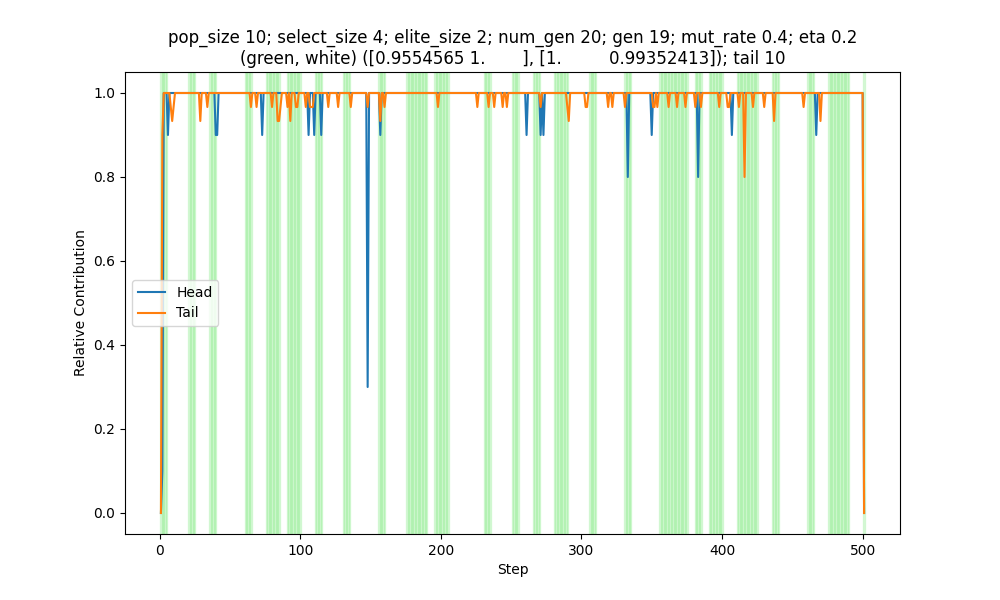 pop_size 10; select_size 4; elite_size 2; num_gen 20; gen 19; mut_rate 0.4; eta 0.2
(green, white) ([0.9554565 1.        ], [1.          0.99352413]); tail 10
1.0
0.8
0.6
0.4
0.2
0.0
Relative Contribution
Head
Tail
0
100
200
300
400
500
Step